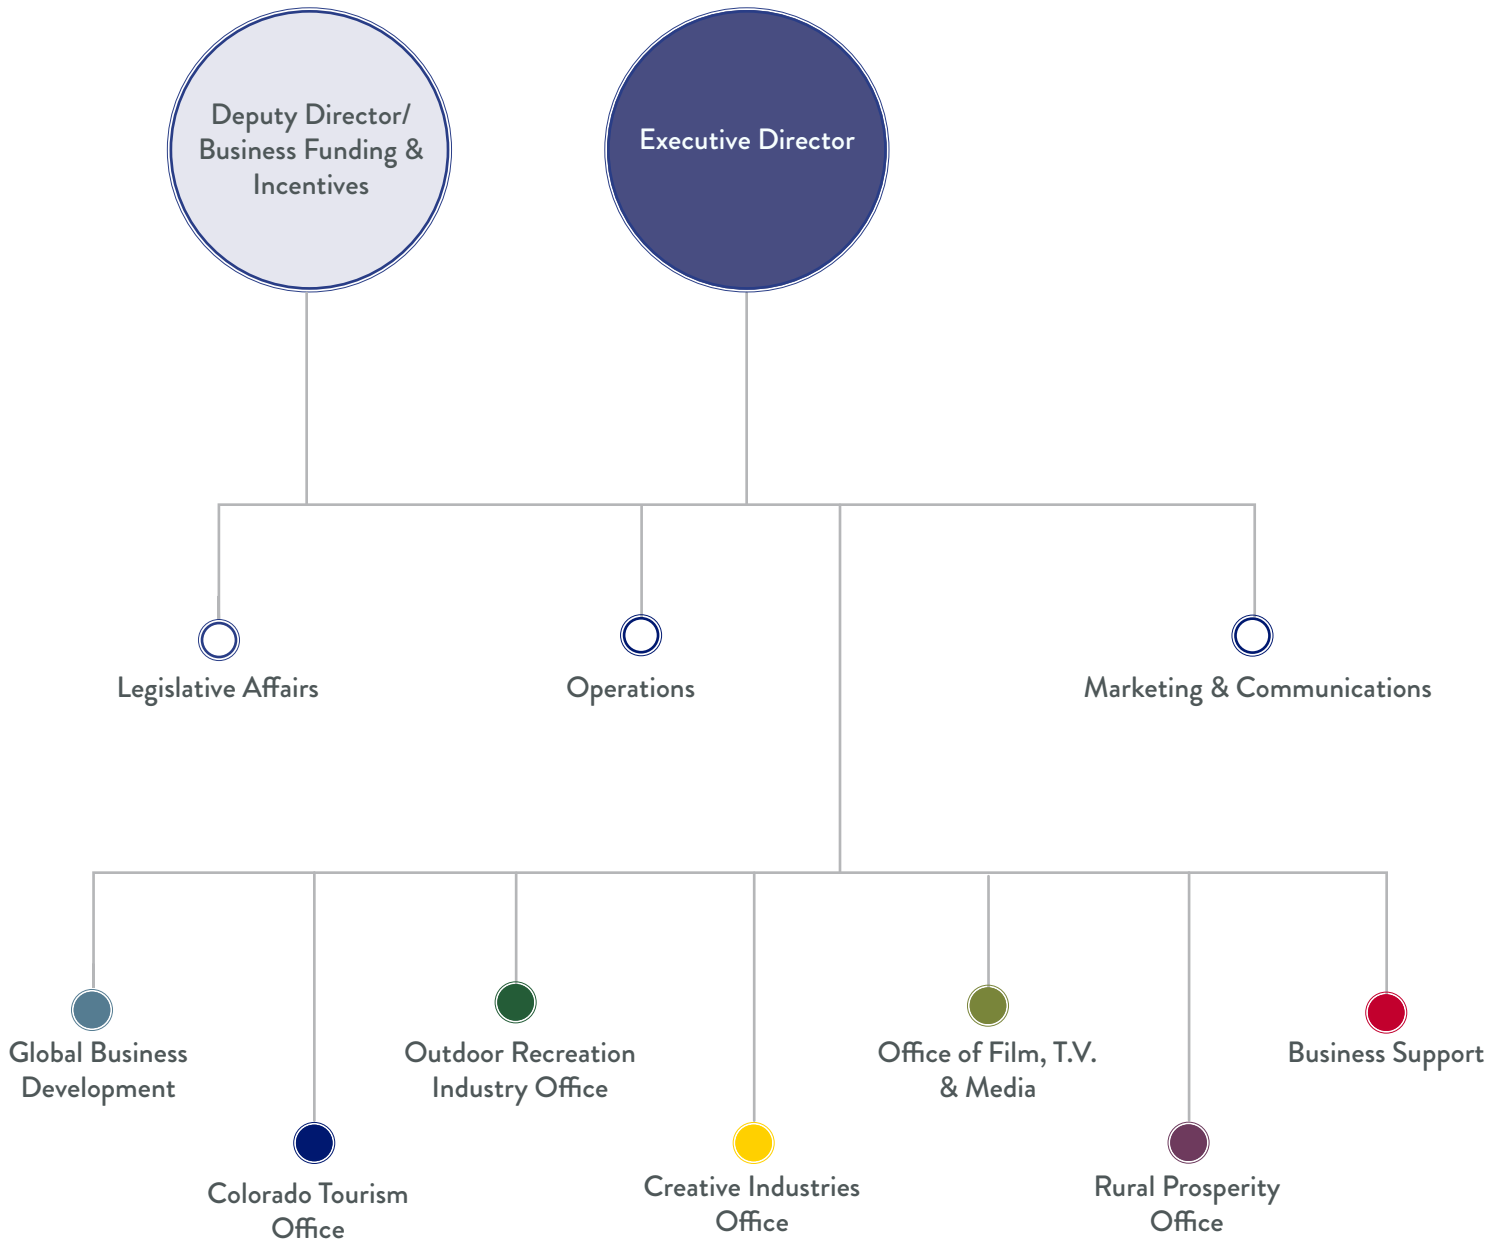 Deputy Director/
Business Funding &
Incentives
Executive Director
Legislative Affairs
Operations
Marketing & Communications
Global Business
Development
Outdoor Recreation
Industry Office
Office of Film, T.V.
& Media
Business Support
Colorado Tourism
Office
Creative Industries
Office
Rural Prosperity
Office